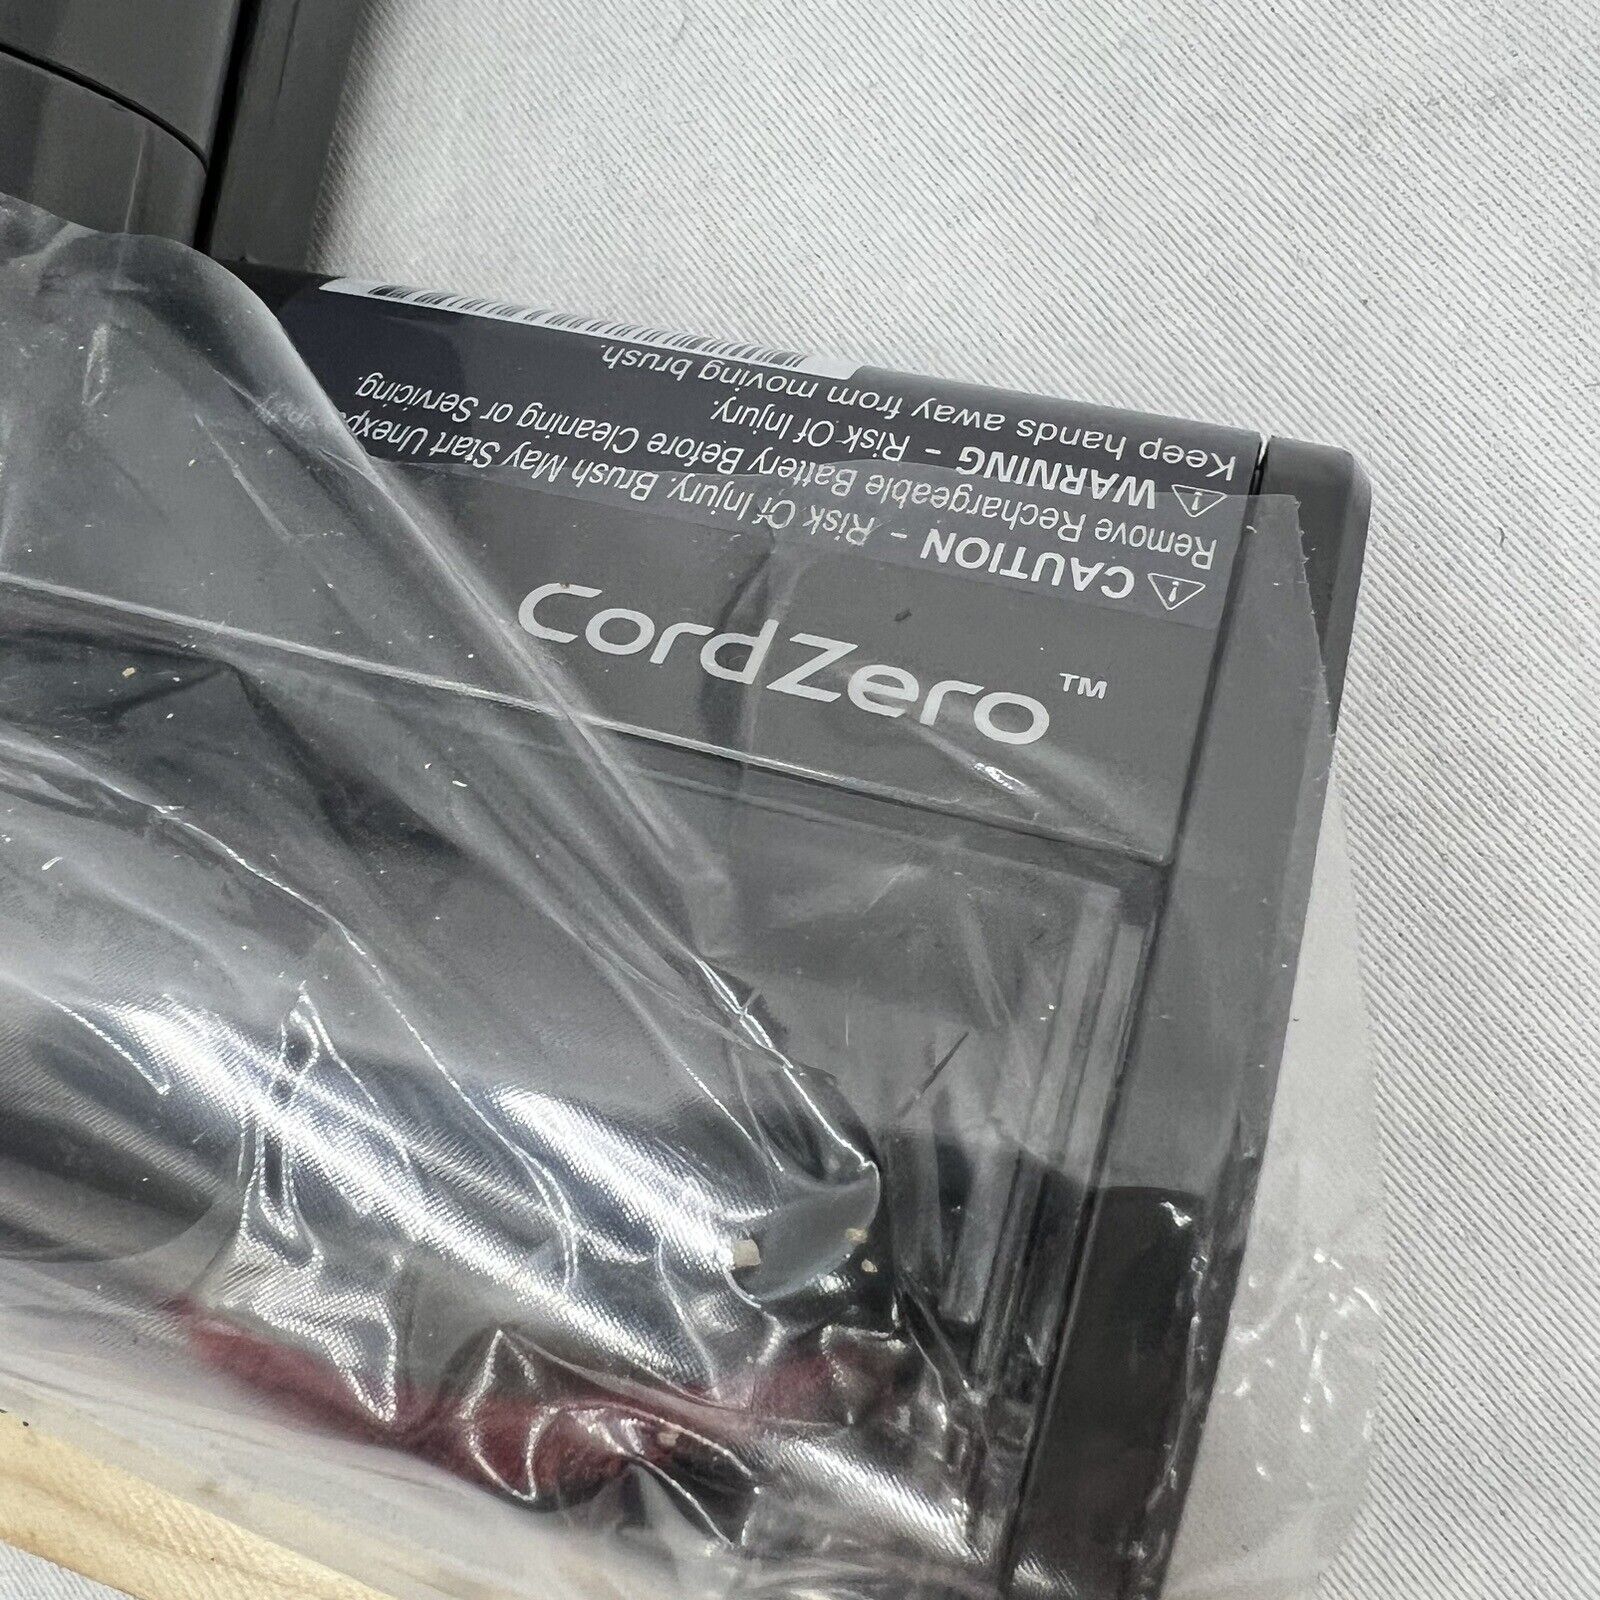 CordZero™
⚠ CAUTION - Risk Of Injury. Brush May Start
Remove Rechargeable Battery Before Cleaning or Servicing.
⚠ WARNING - Risk Of Injury.
Keep hands away from moving brush.